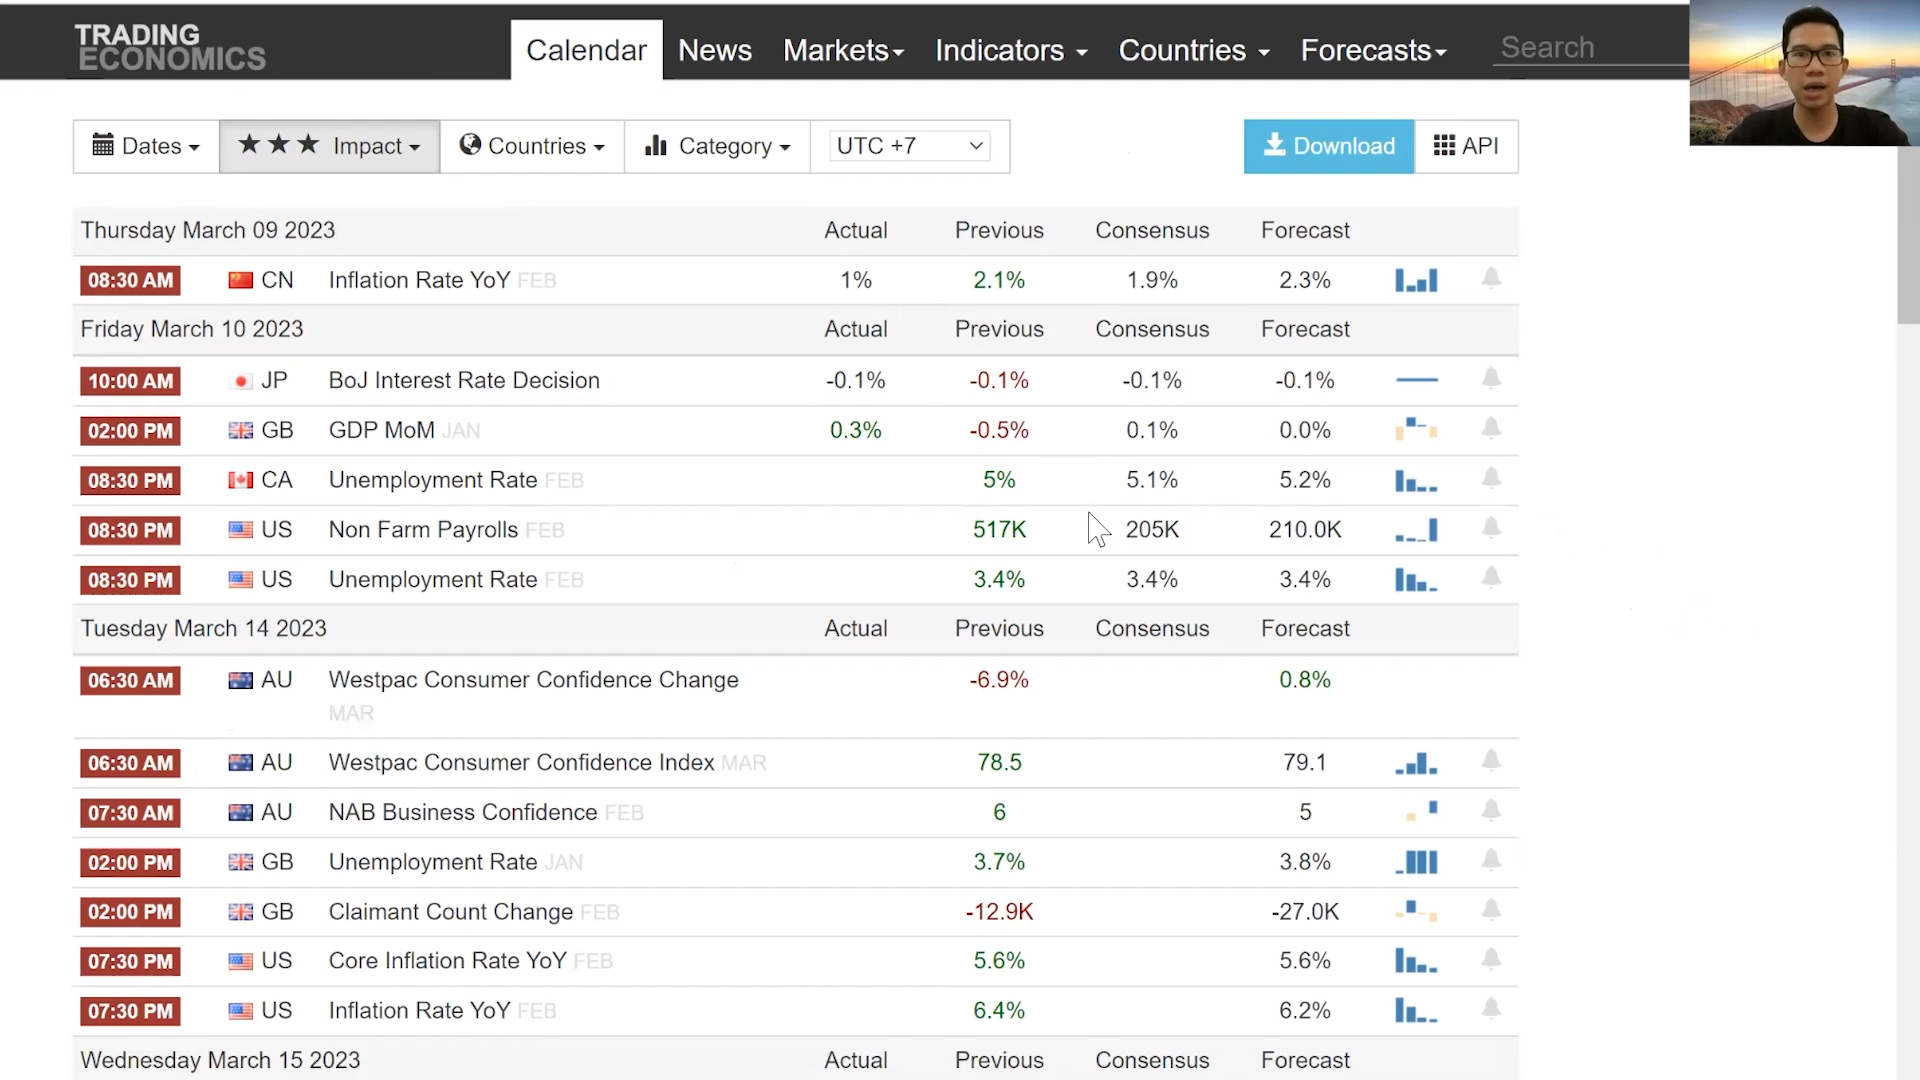 TRADING
ECONOMICS
Calendar News Markets Indicators Countries Forecasts Search
Dates Impact Countries Category UTC +7 Download API
Thursday March 09 2023 Actual Previous Consensus Forecast
08:30 AM CN Inflation Rate YoY FEB 1% 2.1% 1.9% 2.3%
Friday March 10 2023 Actual Previous Consensus Forecast
10:00 AM JP BoJ Interest Rate Decision -0.1% -0.1% -0.1% -0.1%
02:00 PM GB GDP MoM JAN 0.3% -0.5% 0.1% 0.0%
08:30 PM CA Unemployment Rate FEB 5% 5.1% 5.2%
08:30 PM US Non Farm Payrolls FEB 517K 205K 210.0K
08:30 PM US Unemployment Rate FEB 3.4% 3.4% 3.4%
Tuesday March 14 2023 Actual Previous Consensus Forecast
06:30 AM AU Westpac Consumer Confidence Change -6.9% 0.8%
MAR
06:30 AM AU Westpac Consumer Confidence Index MAR 78.5 79.1
07:30 AM AU NAB Business Confidence FEB 6 5
02:00 PM GB Unemployment Rate JAN 3.7% 3.8%
02:00 PM GB Claimant Count Change FEB -12.9K -27.0K
07:30 PM US Core Inflation Rate YoY FEB 5.6% 5.6%
07:30 PM US Inflation Rate YoY FEB 6.4% 6.2%
Wednesday March 15 2023 Actual Previous Consensus Forecast